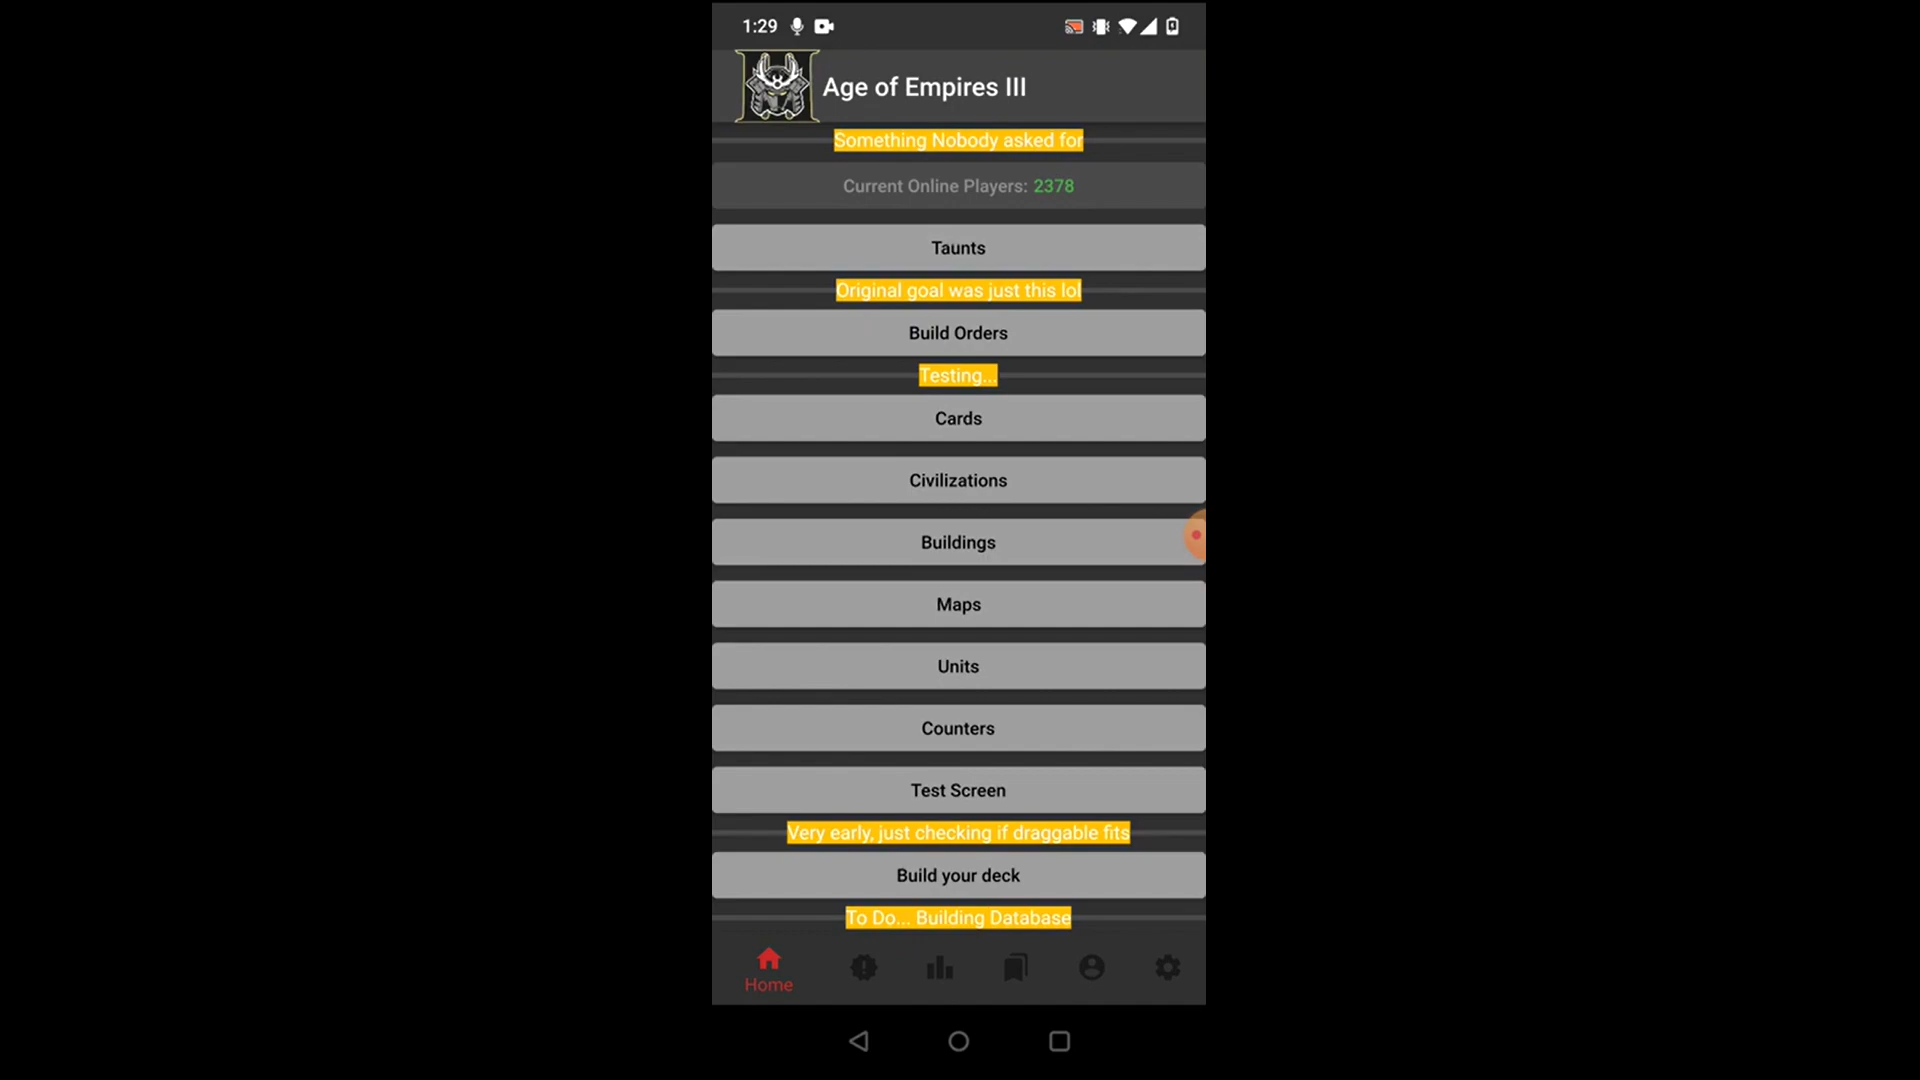 1:29
Age of Empires III
Something Nobody asked for
Current Online Players: 2378
Taunts
Original goal was just this lol
Build Orders
Testing...
Cards
Civilizations
Buildings
Maps
Units
Counters
Test Screen
Very early, just checking if draggable fits
Build your deck
To Do... Building Database
Home